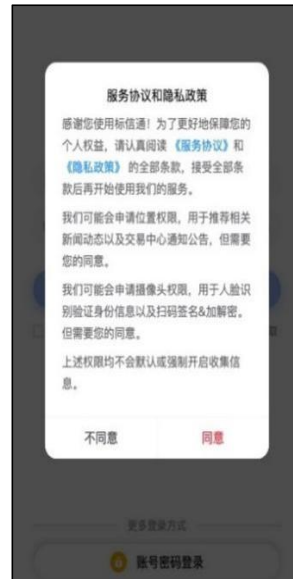 服务协议和隐私政策
感谢您使用标信通！为了更好地保障您的
个人权益，请认真阅读《服务协议》和
《隐私政策》的全部条款，接受全部条
款后再开始使用我们的服务。
我们可能会申请位置权限，用于推荐相关
新闻动态以及交易中心通知公告，但需要
您的同意。
我们可能会申请摄像头权限，用于人脸识
别验证身份信息以及扫码签名&加解密。
但需要您的同意。
上述权限均不会默认或强制开启收集信
息。
不同意 同意
更多登录方式
账号密码登录